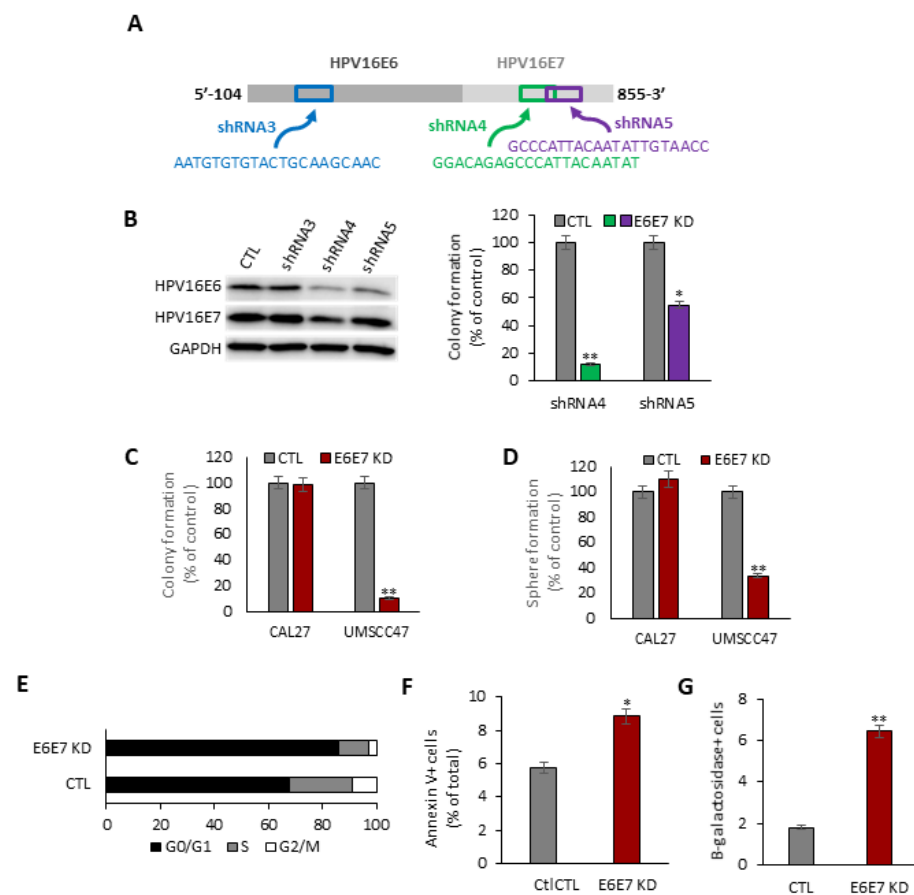 A
HPV16E6 HPV16E7
5’-104 855-3’
shRNA3 shRNA4 shRNA5
GCCCATTACAATATTGTAACC
AATGTGTGTACTGCAAGCAAC GGACAGAGCCCATTACAATAT
B
CTL shRNA3 shRNA4 shRNA5
HPV16E6
HPV16E7
GAPDH
CTL E6E7 KD
Colony formation
(% of control)
120
100
80
60
40
20
0
** *
shRNA4 shRNA5
C
CTL E6E7 KD
Colony formation
(% of control)
120
100
80
60
40
20
0
**
CAL27 UMSCC47
D
CTL E6E7 KD
Sphere formation
(% of control)
120
100
80
60
40
20
0
**
CAL27 UMSCC47
E
E6E7 KD
CTL
0 20 40 60 80 100
G0/G1 S G2/M
F
Annexin V+ cells
(% of total)
10
8
6
4
2
0
*
CtlCTL E6E7 KD
G
B-galactosidase+ cells
8
6
4
2
0
**
CTL E6E7 KD